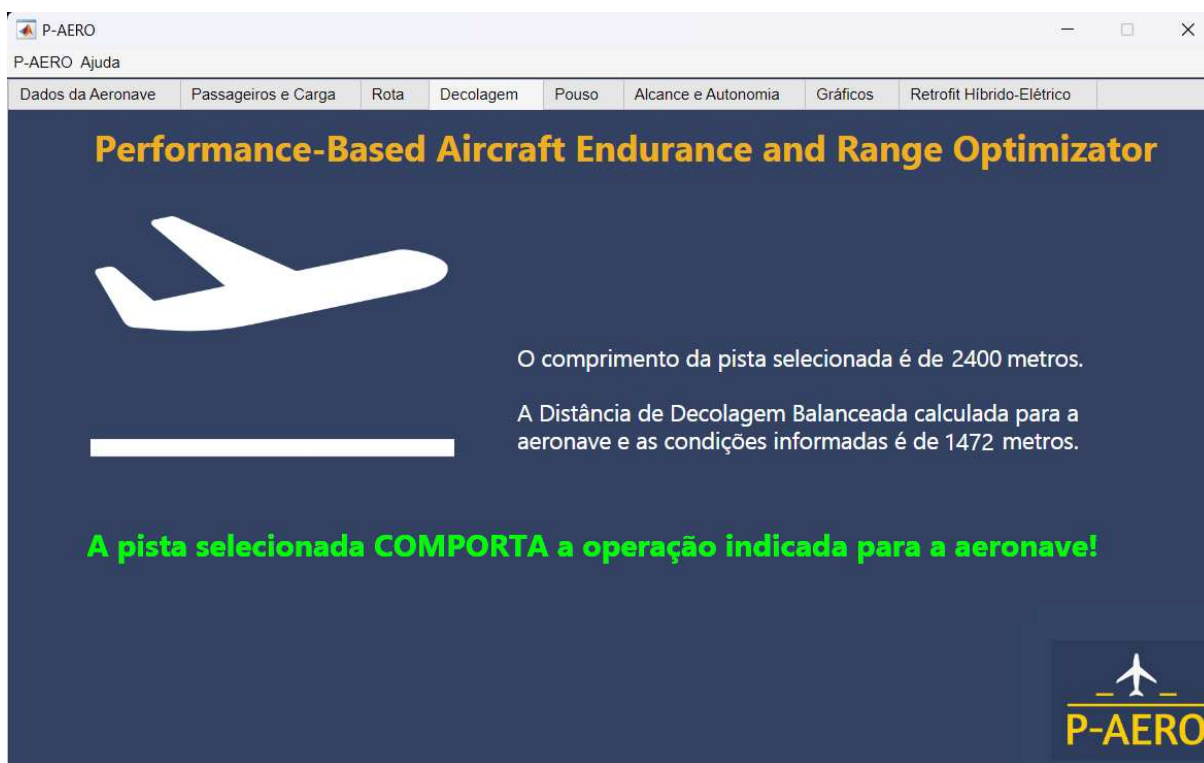 P-AERO
P-AERO Ajuda
Dados da Aeronave Passageiros e Carga Rota Decolagem Pouso Alcance e Autonomia Gráficos Retrofit Híbrido-Elétrico
Performance-Based Aircraft Endurance and Range Optimizator
O comprimento da pista selecionada é de 2400 metros.
A Distância de Decolagem Balanceada calculada para a
aeronave e as condições informadas é de 1472 metros.
A pista selecionada COMPORTA a operação indicada para a aeronave!
P-AERO